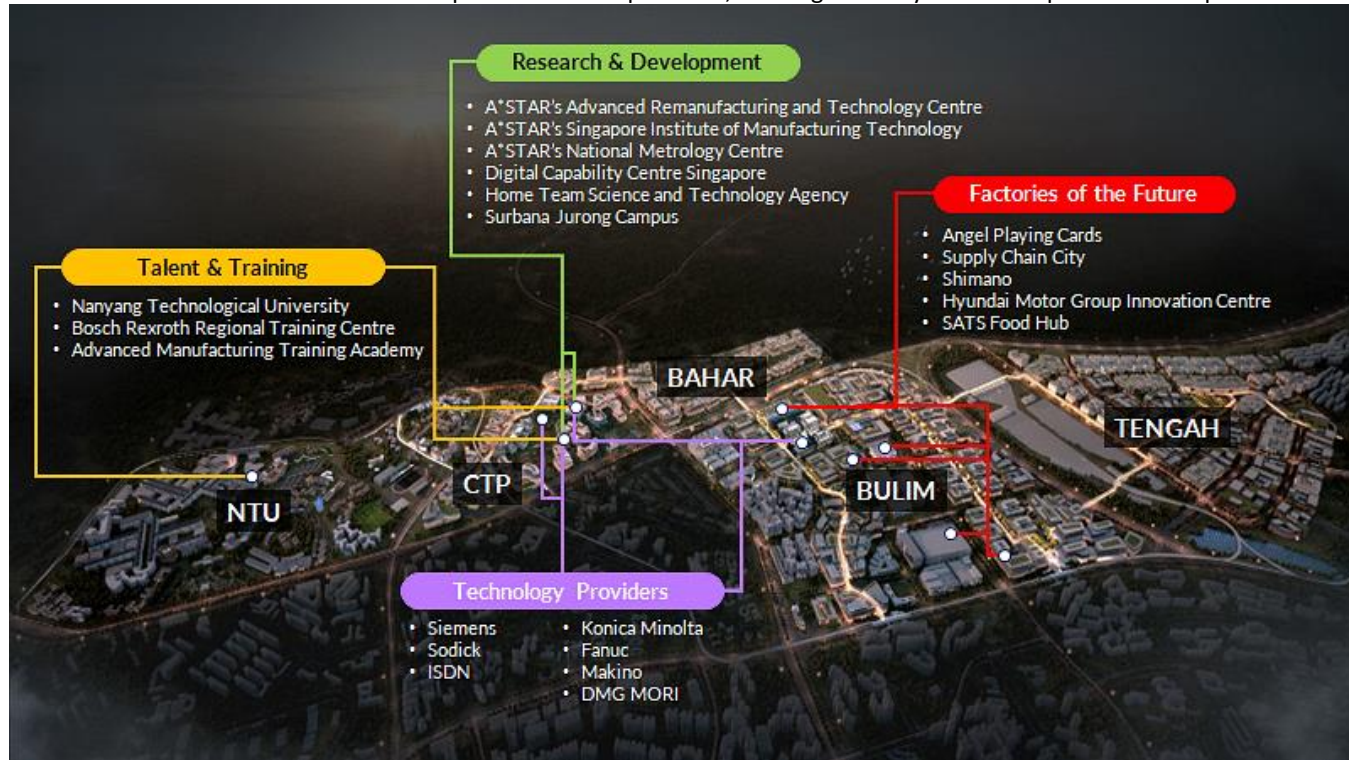 Research & Development
• A*STAR's Advanced Remanufacturing and Technology Centre
• A*STAR's Singapore Institute of Manufacturing Technology
• A*STAR's National Metrology Centre
• Digital Capability Centre Singapore
• Home Team Science and Technology Agency
• Surbana Jurong Campus
Factories of the Future
• Angel Playing Cards
• Supply Chain City
• Shimano
• Hyundai Motor Group Innovation Centre
• SATS Food Hub
Talent & Training
• Nanyang Technological University
• Bosch Rexroth Regional Training Centre
• Advanced Manufacturing Training Academy
BAHAR
TENGAH
CTP
BULIM
NTU
Technology Providers
• Siemens
• Sodick
• ISDN
• Konica Minolta
• Fanuc
• Makino
• DMG MORI